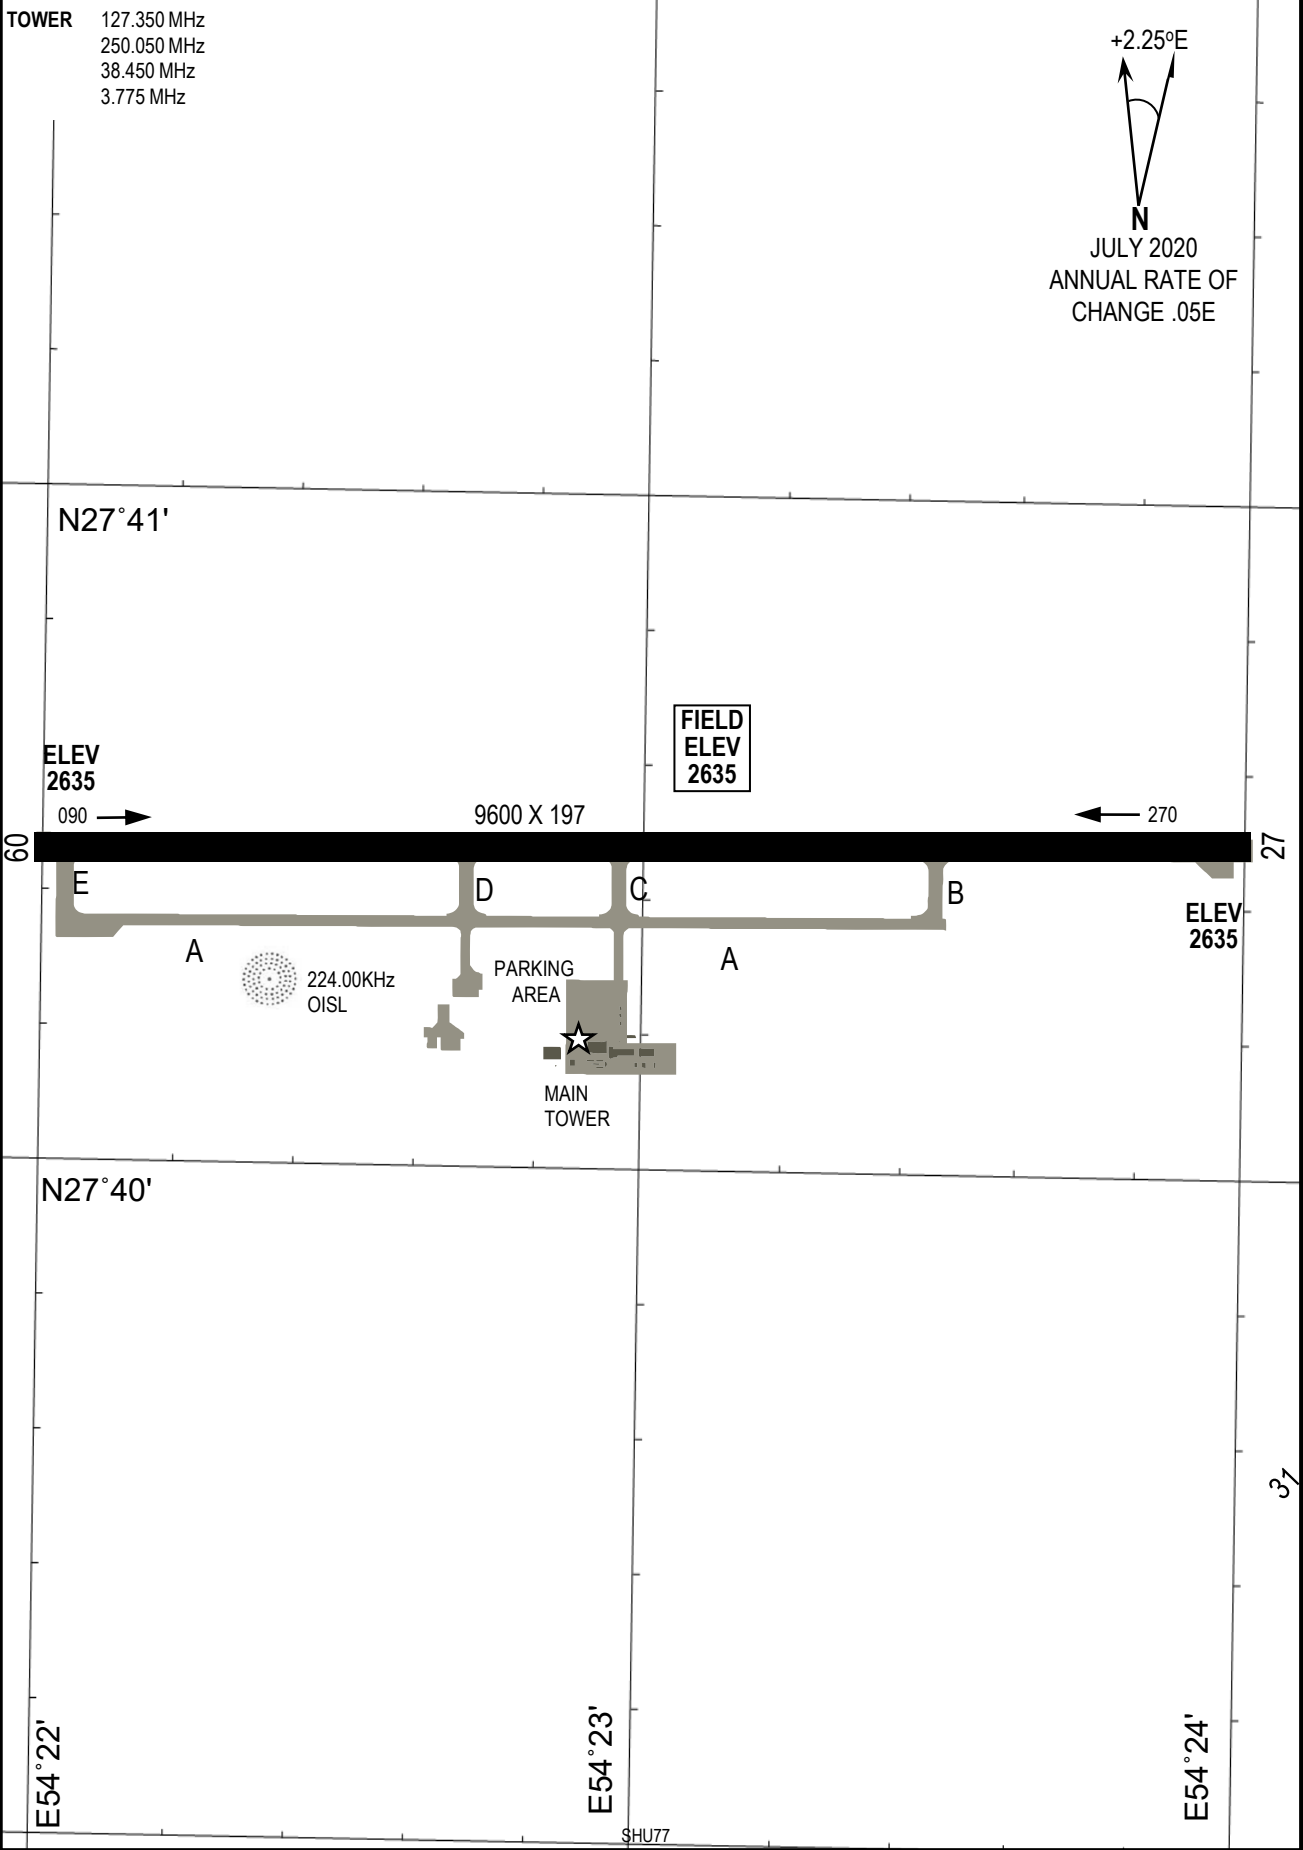 TOWER 127.350 MHz
250.050 MHz
38.450 MHz
3.775 MHz
+2.25°E
N
JULY 2020
ANNUAL RATE OF
CHANGE .05E
N27°41'
FIELD
ELEV
2635
ELEV
2635
090
9600 X 197
270
09
27
E
D
C
B
ELEV
2635
A
A
PARKING
AREA
224.00KHz
OISL
MAIN
TOWER
N27°40'
31
E54°22'
E54°23'
E54°24'
SHU77